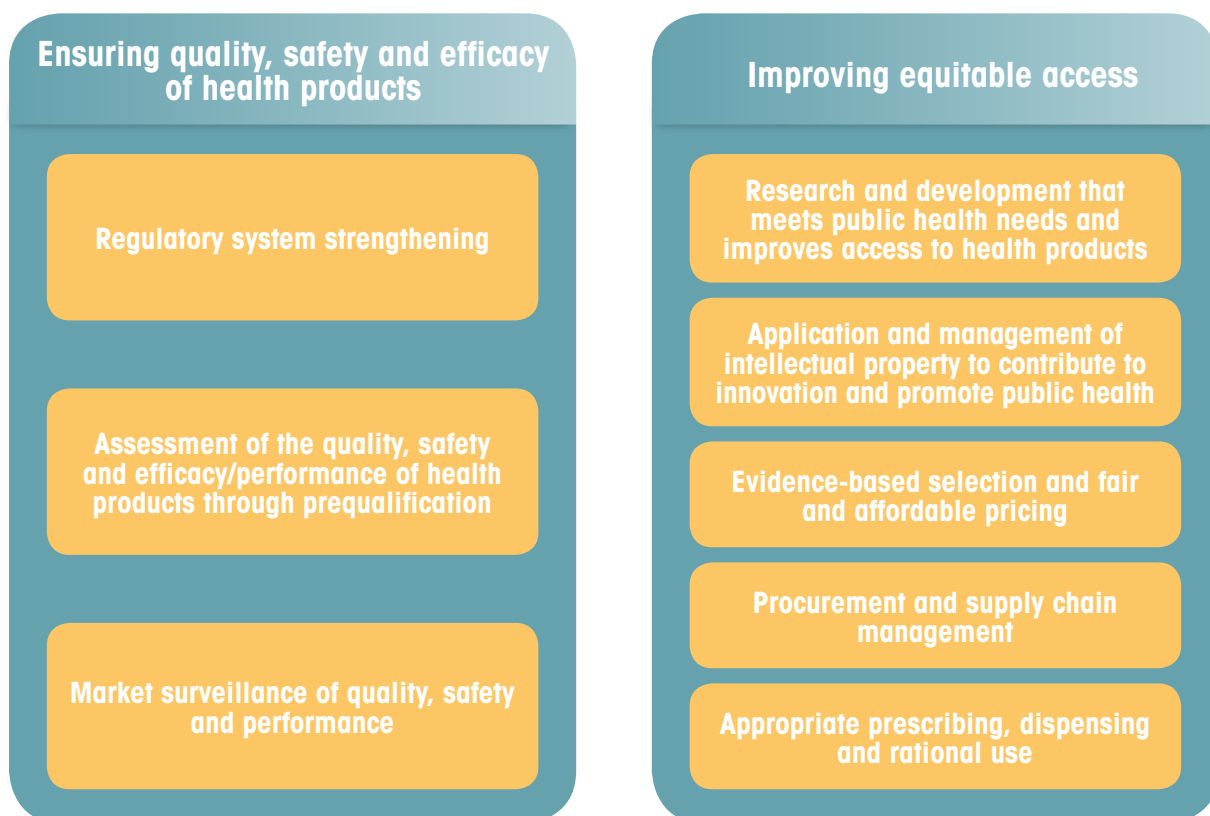 Ensuring quality, safety and efficacy
of health products
Regulatory system strengthening
Assessment of the quality, safety
and efficacy/performance of health
products through prequalification
Market surveillance of quality, safety
and performance
Improving equitable access
Research and development that
meets public health needs and
improves access to health products
Application and management of
intellectual property to contribute to
innovation and promote public health
Evidence-based selection and fair
and affordable pricing
Procurement and supply chain
management
Appropriate prescribing, dispensing
and rational use